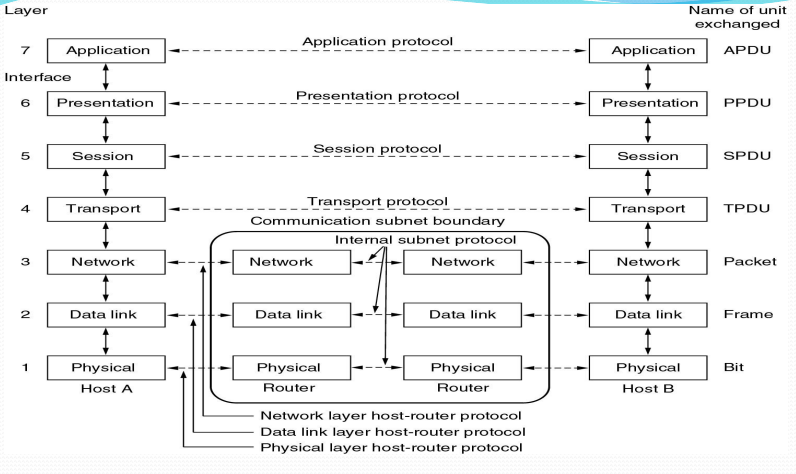 Layer
Name of unit
exchanged
7 Application Application protocol Application APDU
Interface
6 Presentation Presentation protocol Presentation PPDU
5 Session Session protocol Session SPDU
4 Transport Transport protocol Transport TPDU
Communication subnet boundary
Internal subnet protocol
3 Network Network Network Network Packet
2 Data link Data link Data link Data link Frame
1 Physical Physical Physical Physical Bit
Host A Router Router Host B
Network layer host-router protocol
Data link layer host-router protocol
Physical layer host-router protocol